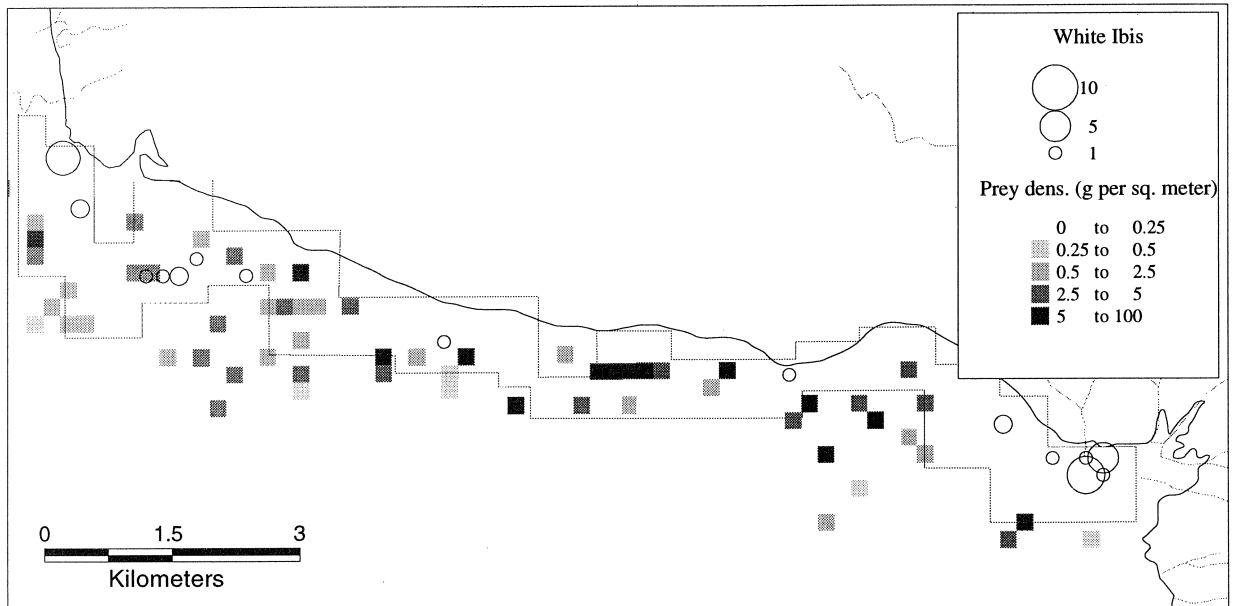 White Ibis
10
5
1
Prey dens. (g per sq. meter)
0 to 0.25
0.25 to 0.5
0.5 to 2.5
2.5 to 5
5 to 100
0 1.5 3
Kilometers